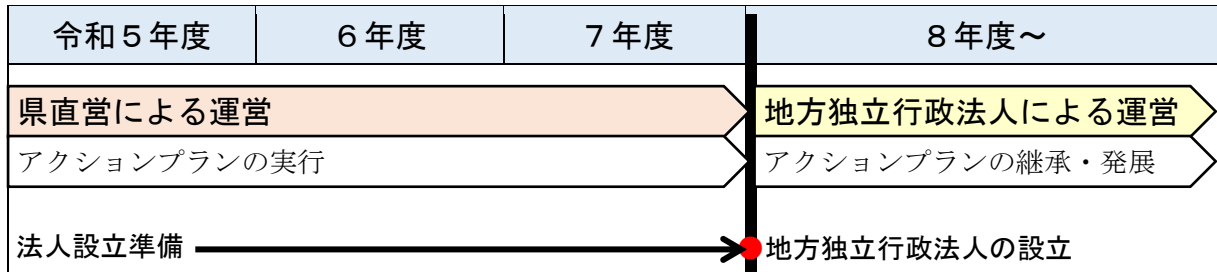 令和５年度 ６年度 ７年度 ８年度～
県直営による運営 地方独立行政法人による運営
アクションプランの実行 アクションプランの継承・発展
法人設立準備 地方独立行政法人の設立